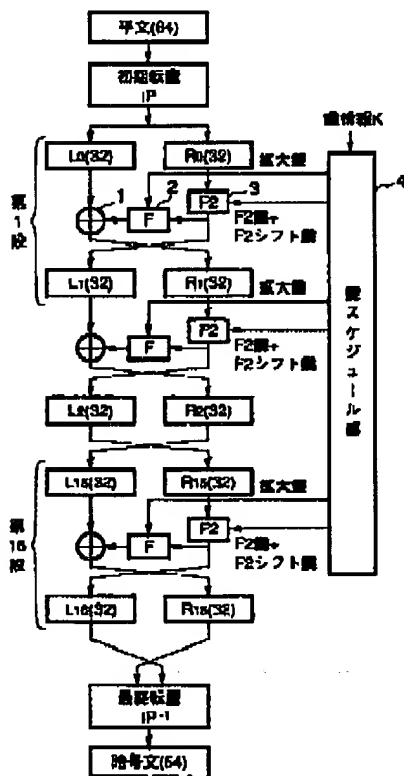 平文(64)
初期転置
IP
鍵情報K
L0(32)
R0(32)
拡大鍵
1
2
3
4
F
F2
F2鍵+
F2シフト鍵
第1段
L1(32)
R1(32)
拡大鍵
F
F2
F2鍵+
F2シフト鍵
鍵スケジュール部
L2(32)
R2(32)
L15(32)
R15(32)
拡大鍵
F
F2
F2鍵+
F2シフト鍵
第16段
L16(32)
R16(32)
最終転置
IP-1
暗号文(64)